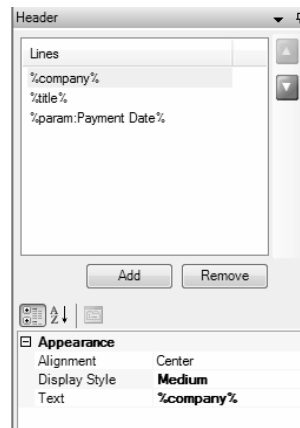 Header
Lines
%company%
%title%
%param:Payment Date%
Add Remove
Appearance
Alignment Center
Display Style Medium
Text %company%